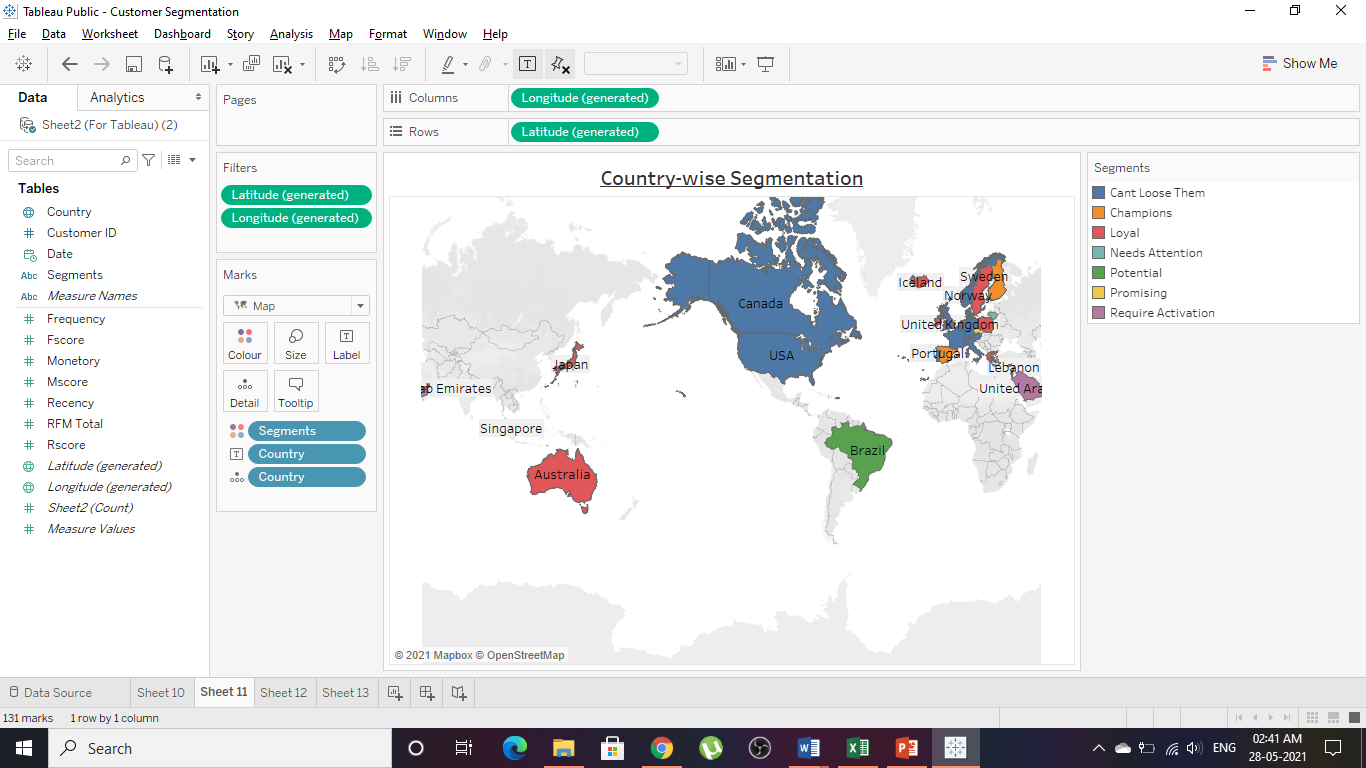 Tableau Public - Customer Segmentation
File Data Worksheet Dashboard Story Analysis Map Format Window Help
Show Me
Data Analytics
Sheet2 (For Tableau) (2)
Search
Tables
Country
Customer ID
Date
Abc Segments
Abc Measure Names
Frequency
Fscore
Monetory
Mscore
Recency
RFM Total
Rscore
Latitude (generated)
Longitude (generated)
Sheet2 (Count)
Measure Values
Pages
Filters
Latitude (generated)
Longitude (generated)
Marks
Map
Colour Size Label
Detail Tooltip
Segments
Country
Country
Columns Longitude (generated)
Rows Latitude (generated)
Country-wise Segmentation
Iceland Sweden
Canada Norway
United Kingdom
USA Portugal
Japan Lebanon
ab Emirates United Ara
Singapore
Brazil
Australia
© 2021 Mapbox © OpenStreetMap
Segments
Cant Loose Them
Champions
Loyal
Needs Attention
Potential
Promising
Require Activation
Data Source Sheet 10 Sheet 11 Sheet 12 Sheet 13
131 marks 1 row by 1 column
Search
ENG
02:41 AM
28-05-2021